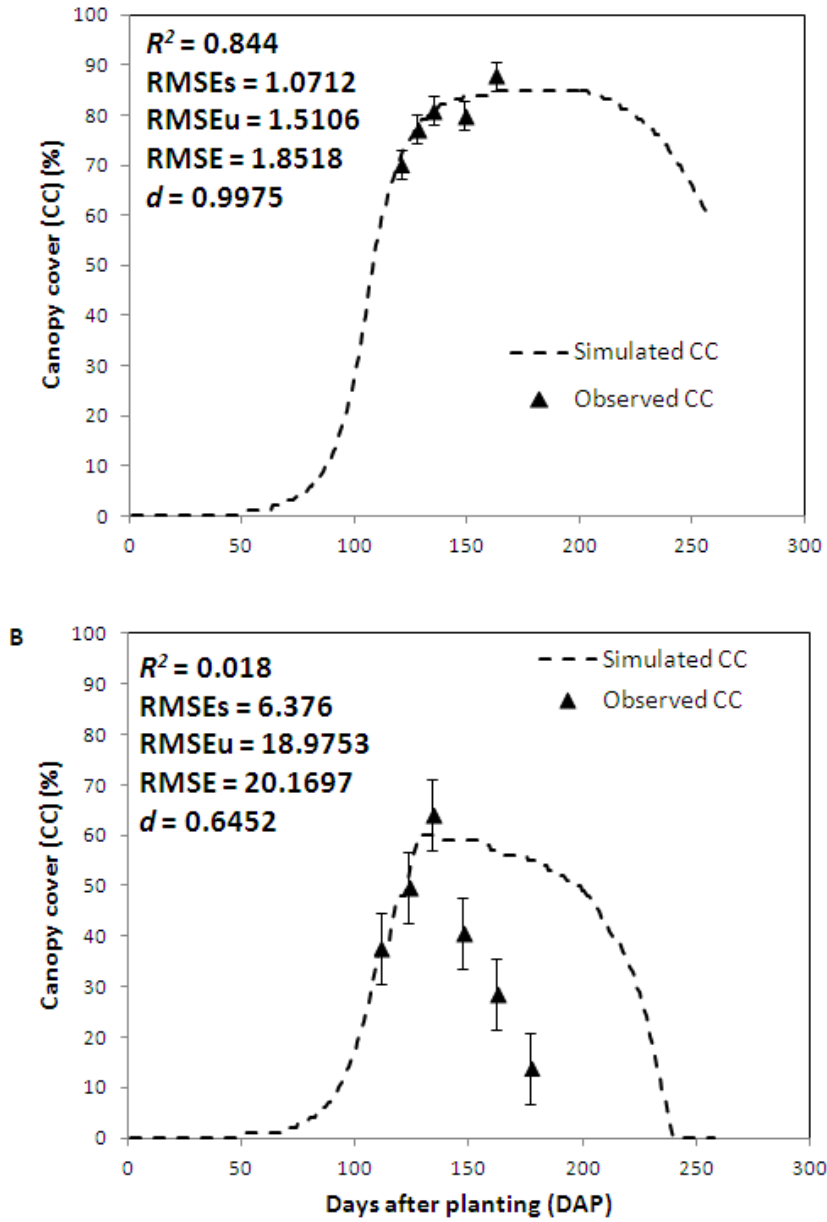 R² = 0.844
RMSEs = 1.0712
RMSEu = 1.5106
RMSE = 1.8518
d = 0.9975
Canopy cover (CC) (%)
100
90
80
70
60
50
40
30
20
10
0
Simulated CC
Observed CC
0 50 100 150 200 250 300
B
R² = 0.018
RMSEs = 6.376
RMSEu = 18.9753
RMSE = 20.1697
d = 0.6452
Canopy cover (CC) (%)
100
90
80
70
60
50
40
30
20
10
0
Simulated CC
Observed CC
0 50 100 150 200 250 300
Days after planting (DAP)